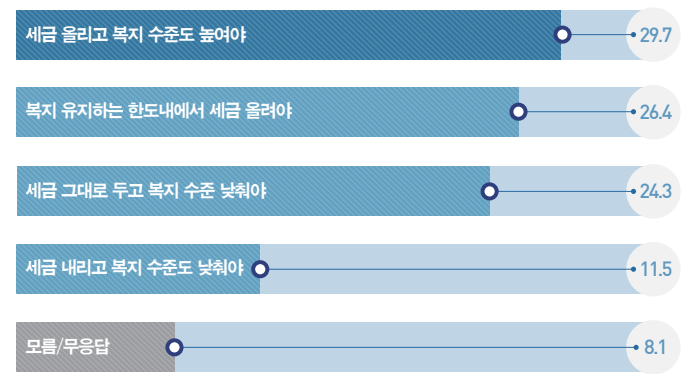 세금 올리고 복지 수준도 높여야 29.7
복지 유지하는 한도내에서 세금 올려야 26.4
세금 그대로 두고 복지 수준 낮춰야 24.3
세금 내리고 복지 수준도 낮춰야 11.5
모름/무응답 8.1